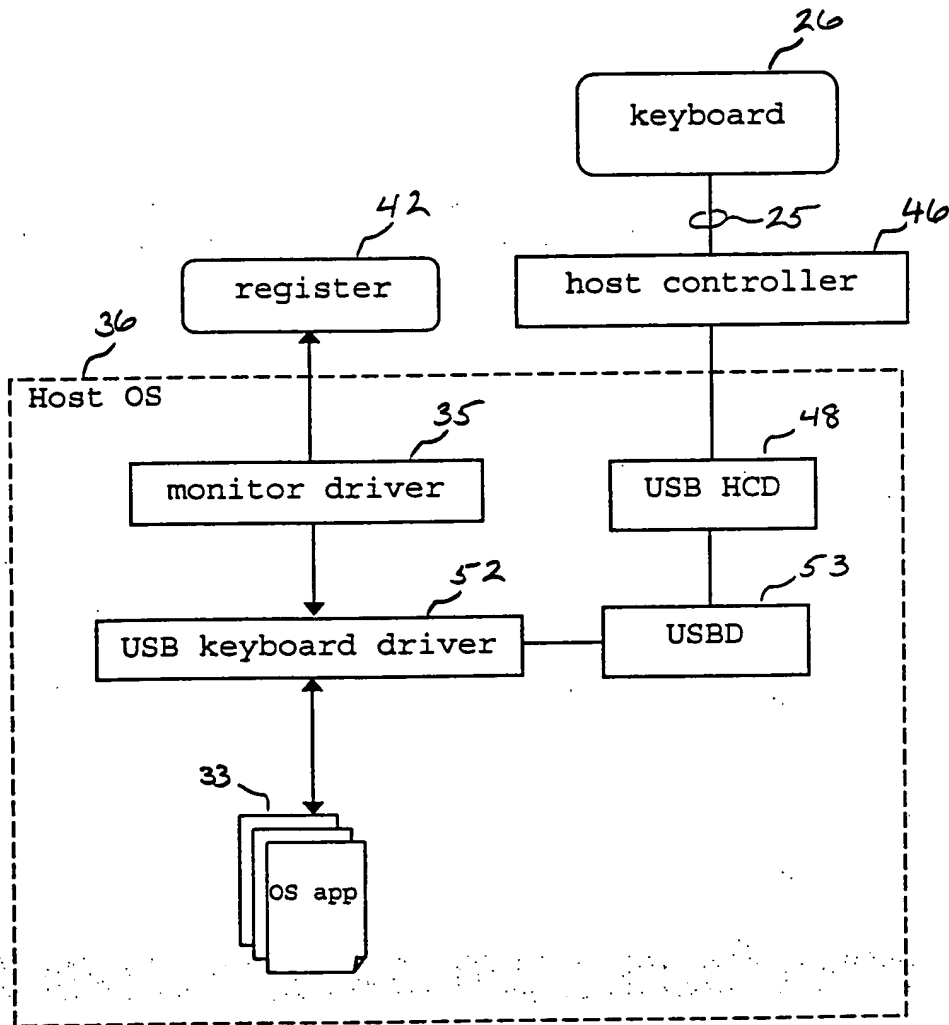 26
keyboard
25
42
46
register
host controller
36
Host OS
35
48
monitor driver
USB HCD
52
53
USB keyboard driver
USBD
33
OS app